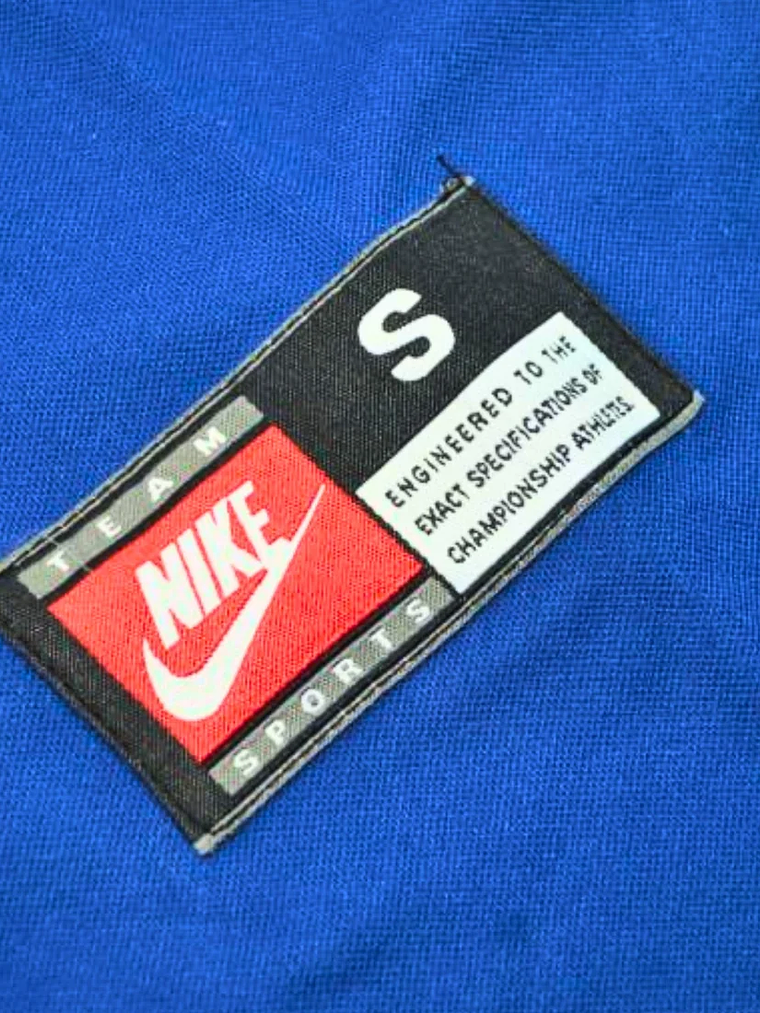 S
ENGINEERED TO THE
EXACT SPECIFICATIONS OF
CHAMPIONSHIP ATHLETES.
TEAM
NIKE
SPORTS